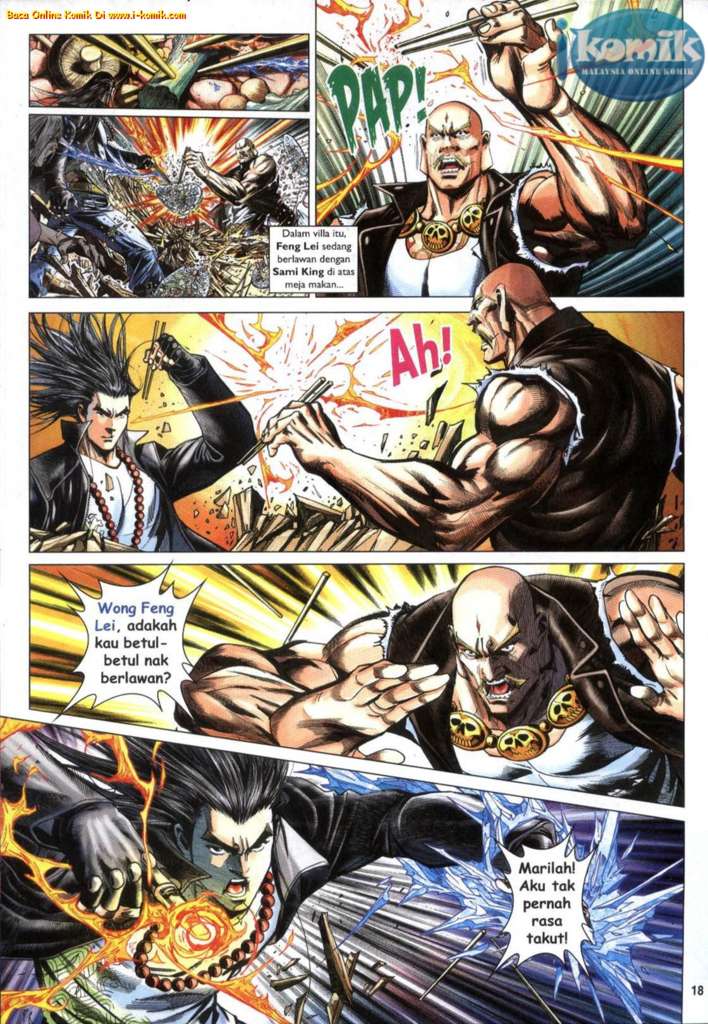 Baca Online Komik Di www.i-komik.com
ikomik
MALAYSIA ONLINE KOMIK
PAP!
Dalam villa itu,
Feng Lei sedang
berlawan dengan
Sami King di atas
meja makan...
Ah!
Wong Feng
Lei, adakah
kau betul-
betul nak
berlawan?
Marilah!
Aku tak
pernah
rasa
takut!
18